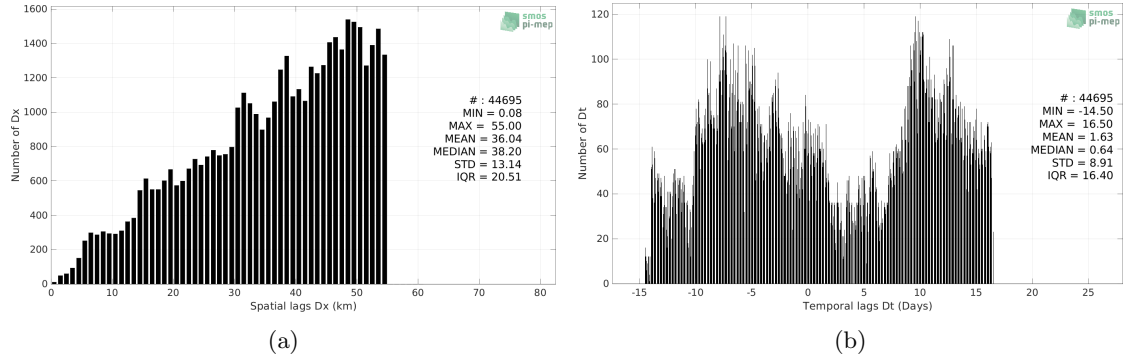 1600
1400
1200
1000
800
600
400
200
0
Number of Dx
smos
pi-mep
# : 44695
MIN = 0.08
MAX = 55.00
MEAN = 36.04
MEDIAN = 38.20
STD = 13.14
IQR = 20.51
0 10 20 30 40 50 60 70 80
Spatial lags Dx (km)
(a)
120
100
80
60
40
20
0
Number of Dt
smos
pi-mep
# : 44695
MIN = -14.50
MAX = 16.50
MEAN = 1.63
MEDIAN = 0.64
STD = 8.91
IQR = 16.40
-15 -10 -5 0 5 10 15 20 25
Temporal lags Dt (Days)
(b)